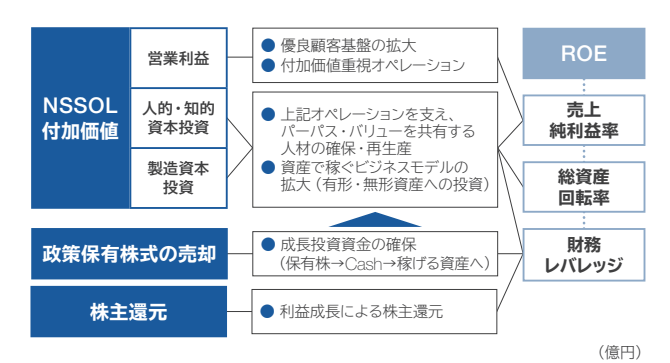 NSSOL
付加価値
営業利益
● 優良顧客基盤の拡大
● 付加価値重視オペレーション
人的・知的
資本投資
製造資本
投資
● 上記オペレーションを支え、
パーパス・バリューを共有する
人材の確保・再生産
● 資産で稼ぐビジネスモデルの
拡大（有形・無形資産への投資）
政策保有株式の売却
● 成長投資資金の確保
（保有株→Cash→稼げる資産へ）
株主還元
● 利益成長による株主還元
ROE
売上
純利益率
総資産
回転率
財務
レバレッジ
（億円）